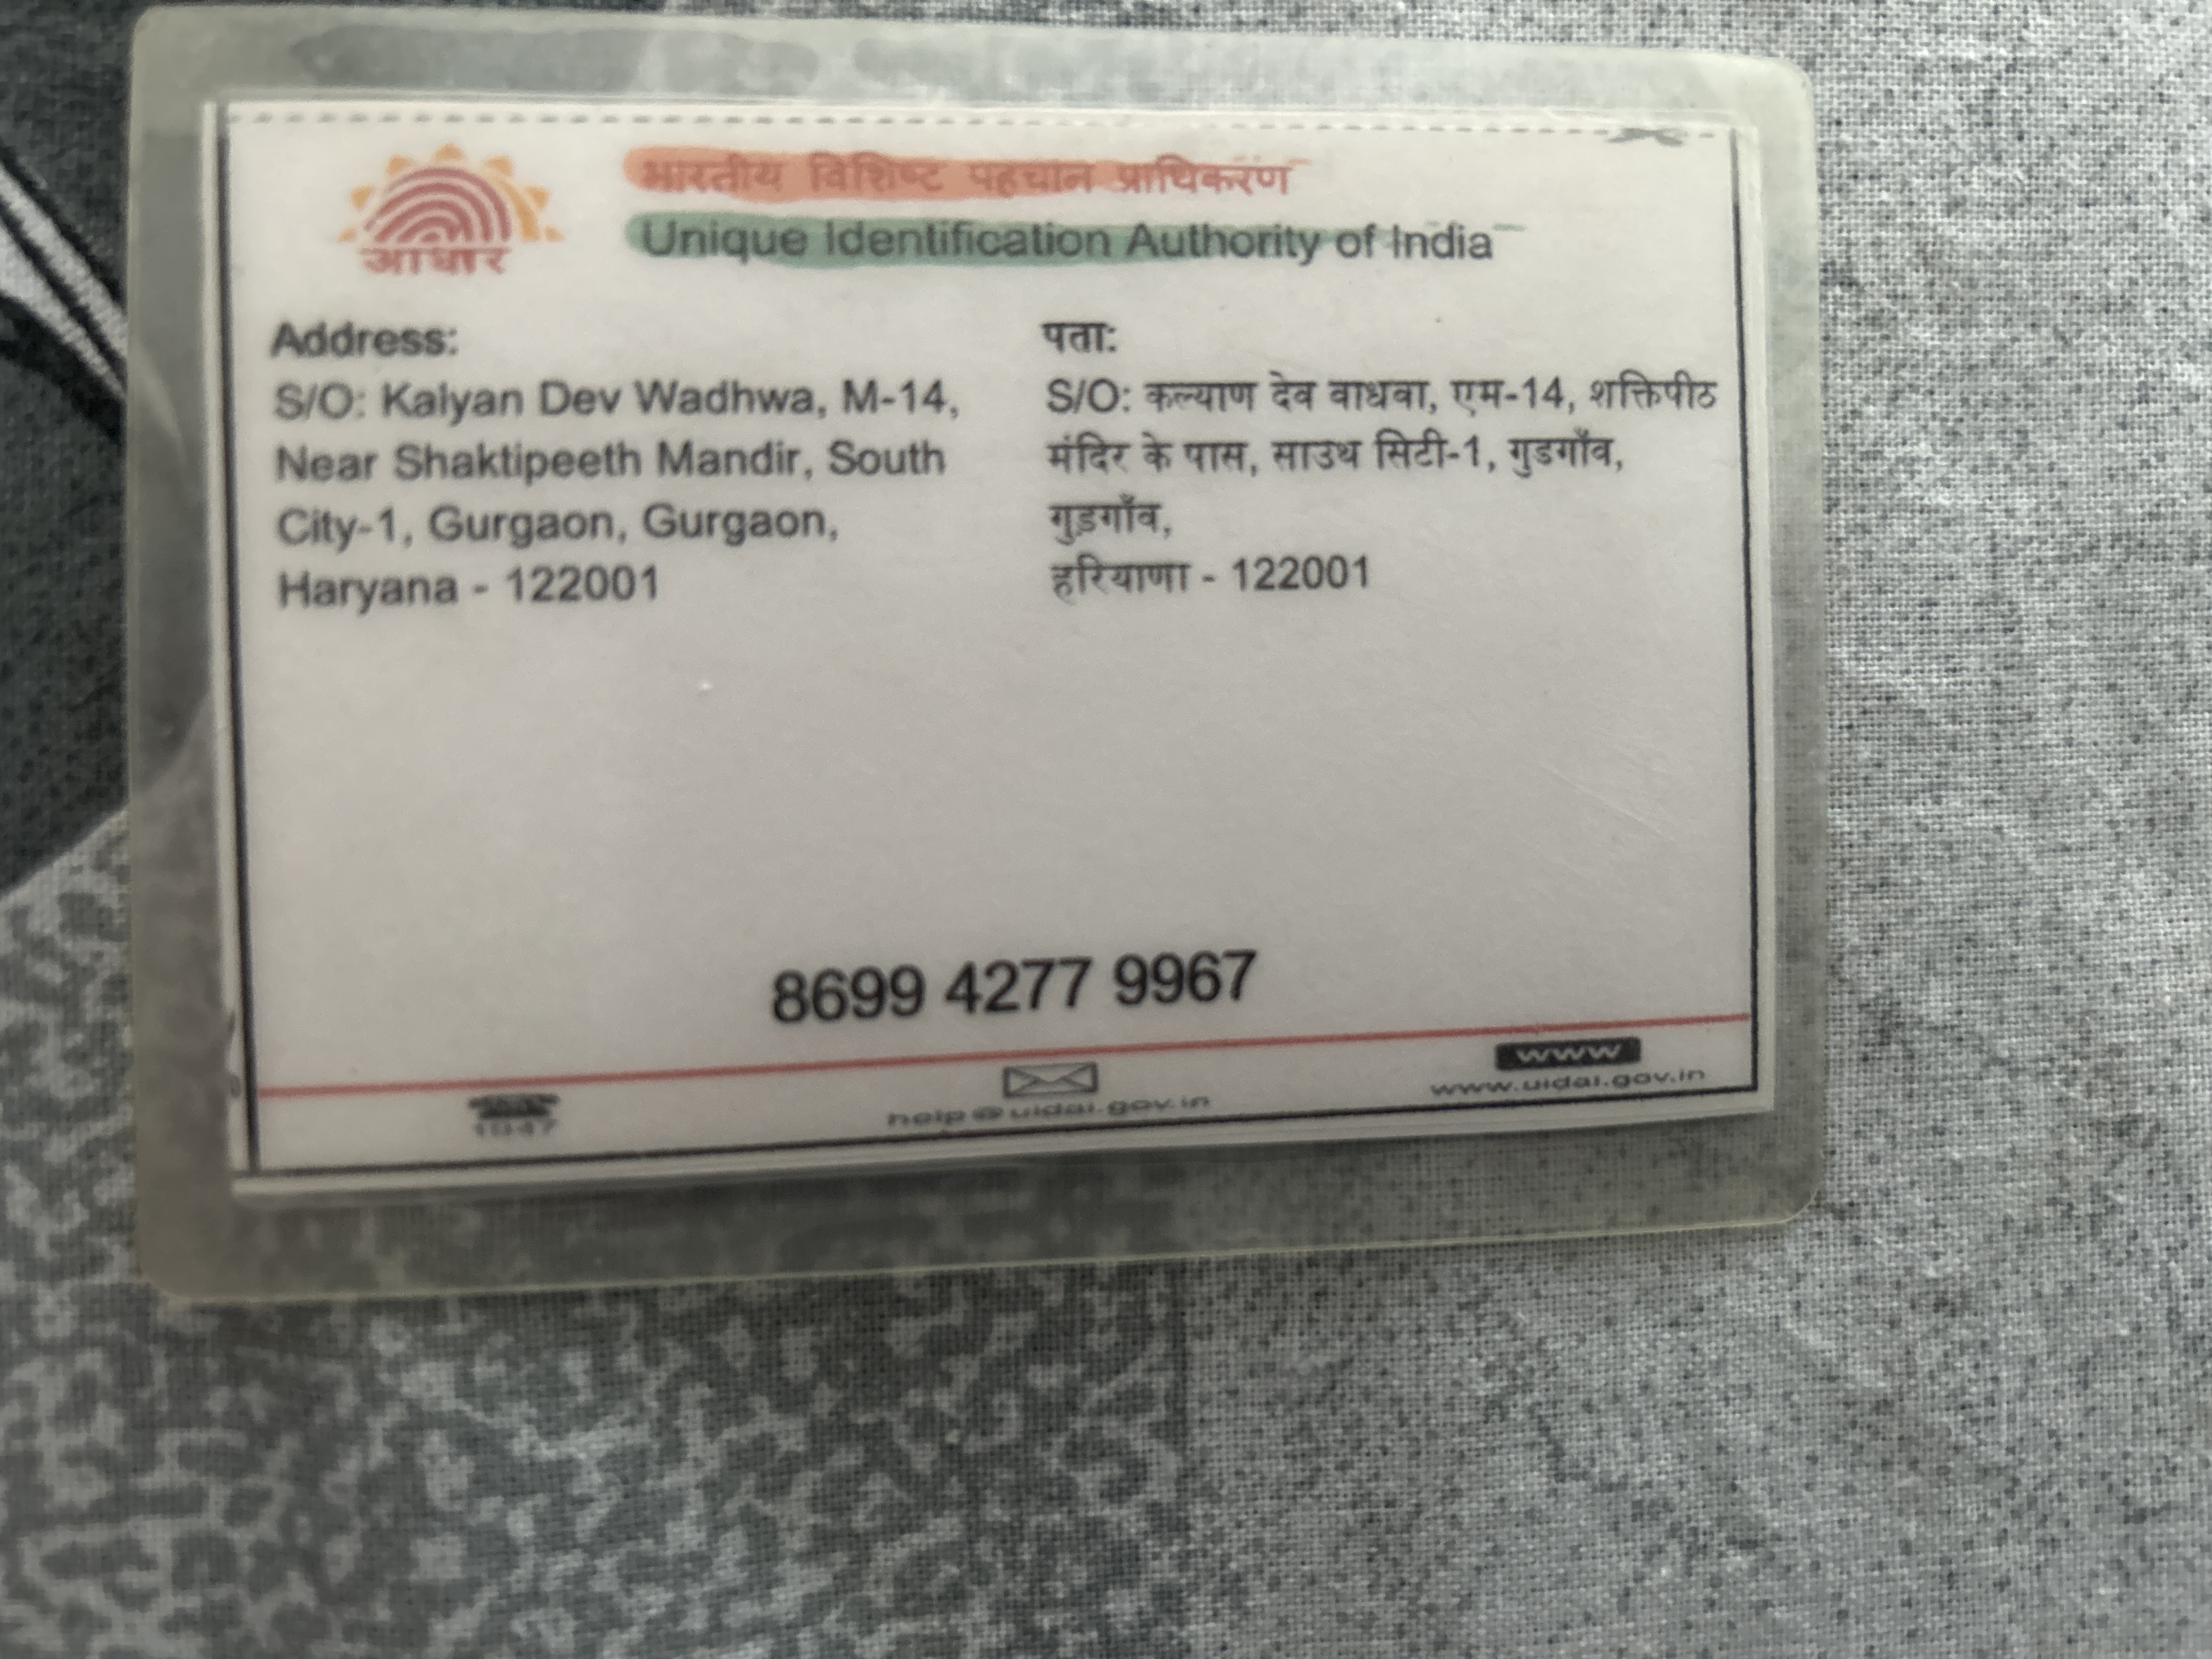 आधार
भारतीय विशिष्ट पहचान प्राधिकरण
Unique Identification Authority of India
Address:
S/O: Kalyan Dev Wadhwa, M-14,
Near Shaktipeeth Mandir, South
City-1, Gurgaon, Gurgaon,
Haryana - 122001
पता:
S/O: कल्याण देव वाधवा, एम-14, शक्तिपीठ
मंदिर के पास, साउथ सिटी-1, गुडगाँव,
गुड़गाँव,
हरियाणा - 122001
8699 4277 9967
1947
help@uidai.gov.in
www
www.uidai.gov.in